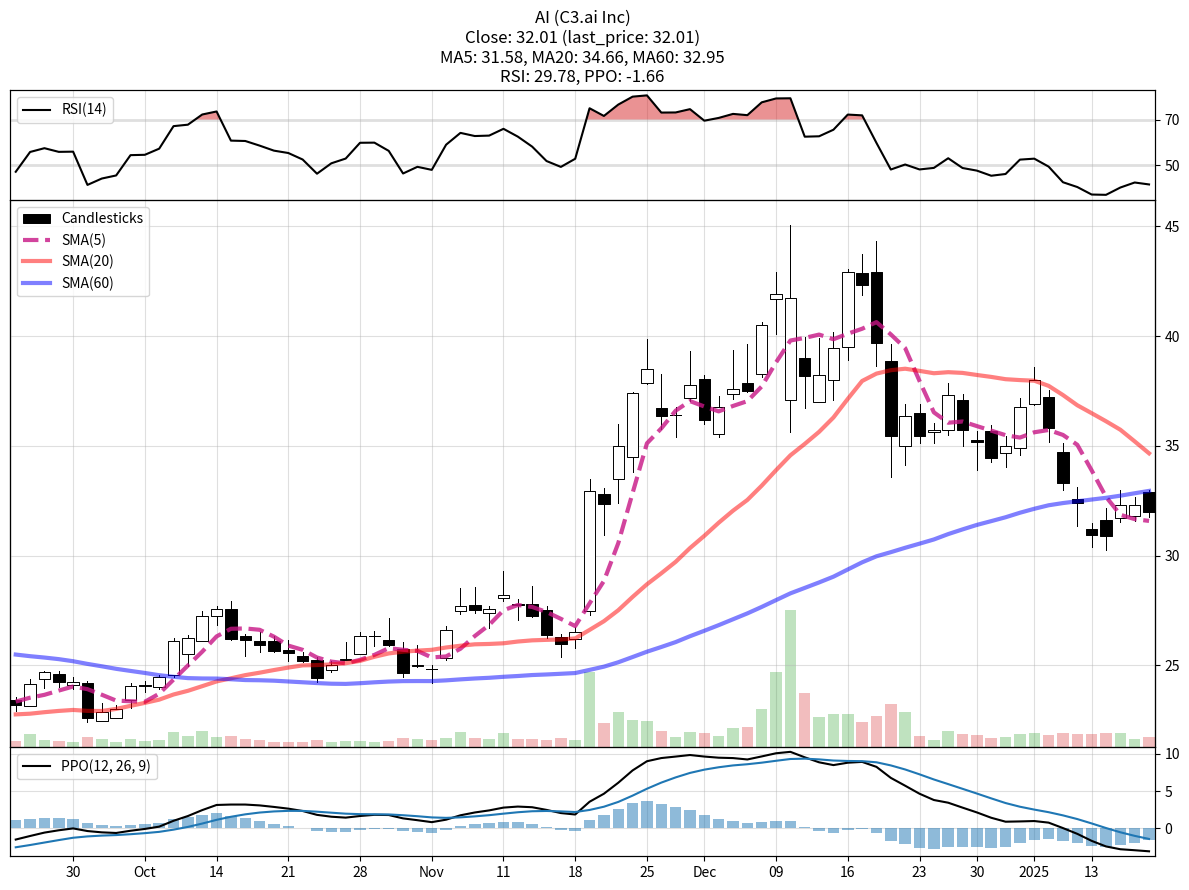 AI (C3.ai Inc)
Close: 32.01 (last_price: 32.01)
MA5: 31.58, MA20: 34.66, MA60: 32.95
RSI: 29.78, PPO: -1.66
RSI(14)
70
50
Candlesticks
SMA(5)
SMA(20)
SMA(60)
45
40
35
30
25
PPO(12, 26, 9)
10
5
0
30 Oct 14 21 28 Nov 11 18 25 Dec 09 16 23 30 2025 13